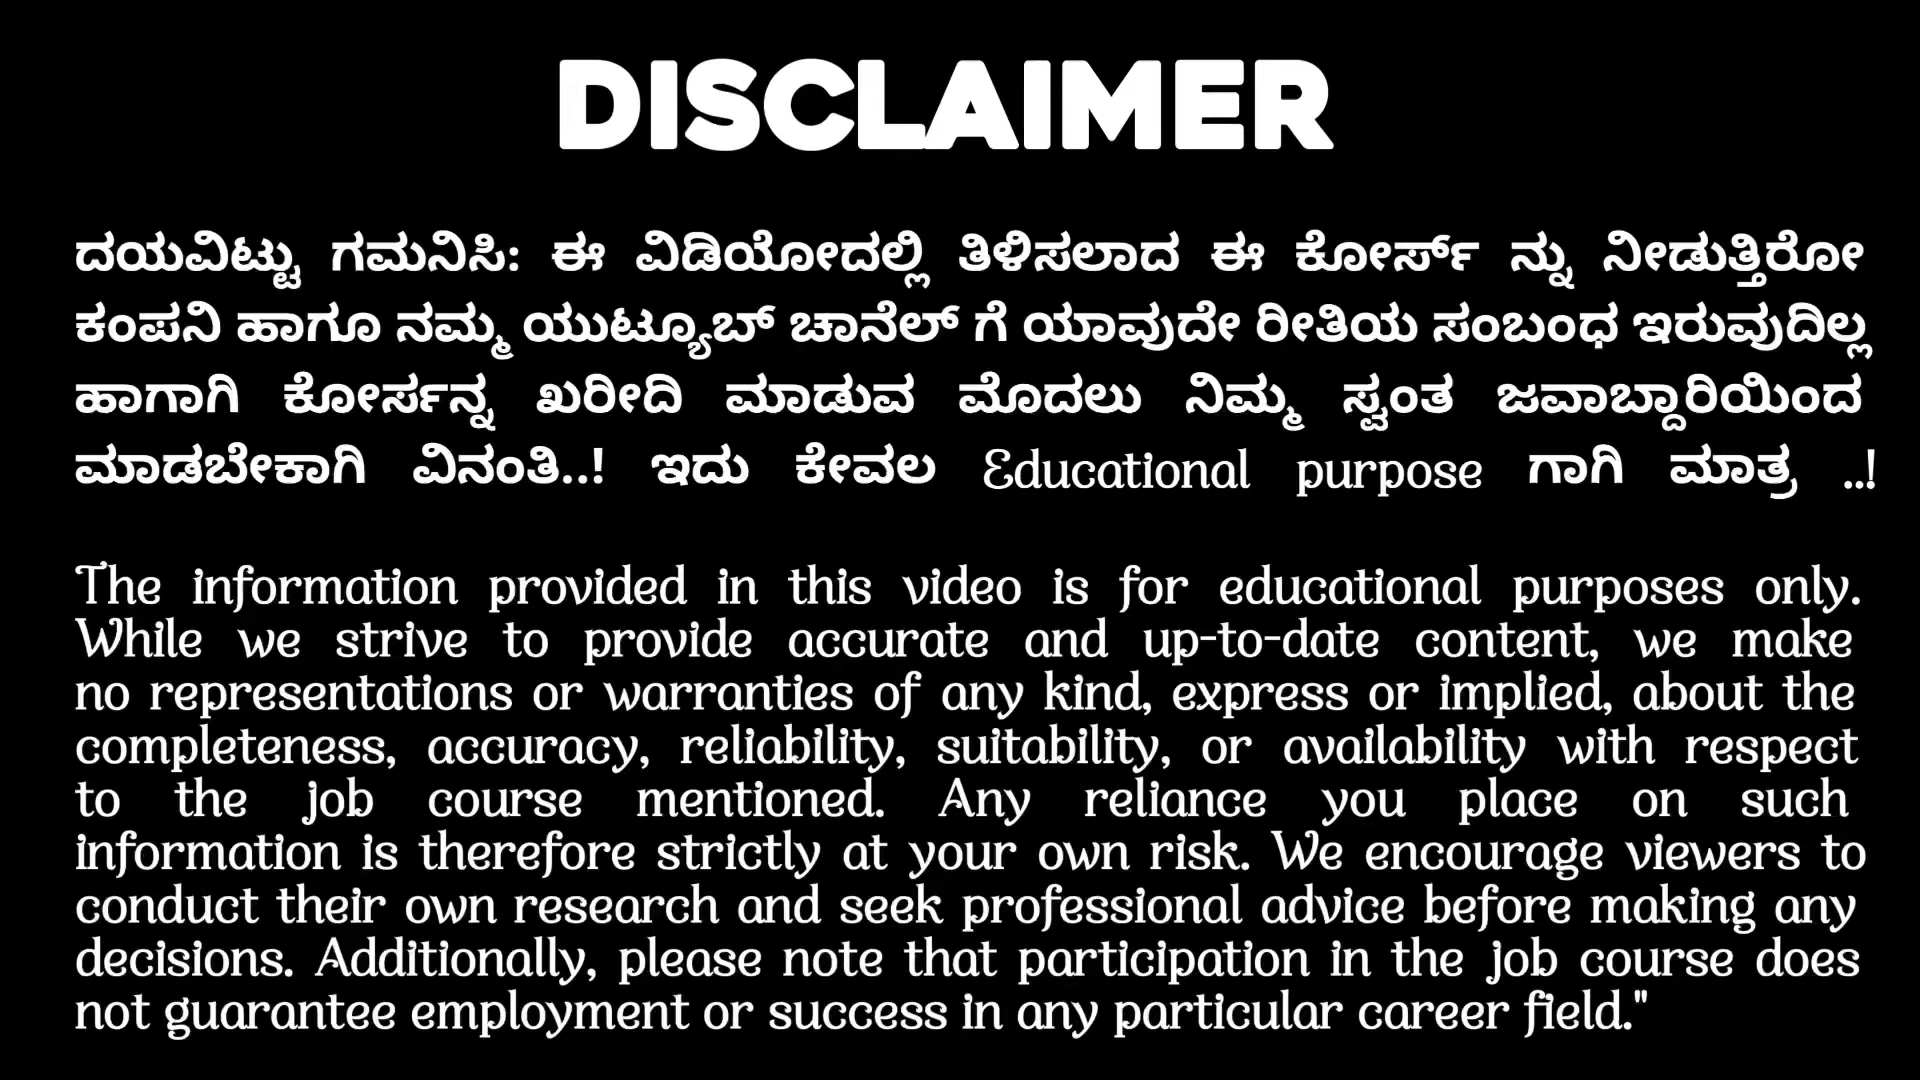 DISCLAIMER
ದಯವಿಟ್ಟು ಗಮನಿಸಿ: ಈ ವಿಡಿಯೋದಲ್ಲಿ ತಿಳಿಸಲಾದ ಈ ಕೋರ್ಸ್ ನ್ನು ನೀಡುತ್ತಿರೋ
ಕಂಪನಿ ಹಾಗೂ ನಮ್ಮ ಯುಟ್ಯೂಬ್ ಚಾನೆಲ್ ಗೆ ಯಾವುದೇ ರೀತಿಯ ಸಂಬಂಧ ಇರುವುದಿಲ್ಲ
ಹಾಗಾಗಿ ಕೋರ್ಸನ್ನ ಖರೀದಿ ಮಾಡುವ ಮೊದಲು ನಿಮ್ಮ ಸ್ವಂತ ಜವಾಬ್ದಾರಿಯಿಂದ
ಮಾಡಬೇಕಾಗಿ ವಿನಂತಿ..! ಇದು ಕೇವಲ Educational purpose ಗಾಗಿ ಮಾತ್ರ ..!
The information provided in this video is for educational purposes only.
While we strive to provide accurate and up-to-date content, we make
no representations or warranties of any kind, express or implied, about the
completeness, accuracy, reliability, suitability, or availability with respect
to the job course mentioned. Any reliance you place on such
information is therefore strictly at your own risk. We encourage viewers to
conduct their own research and seek professional advice before making any
decisions. Additionally, please note that participation in the job course does
not guarantee employment or success in any particular career field."